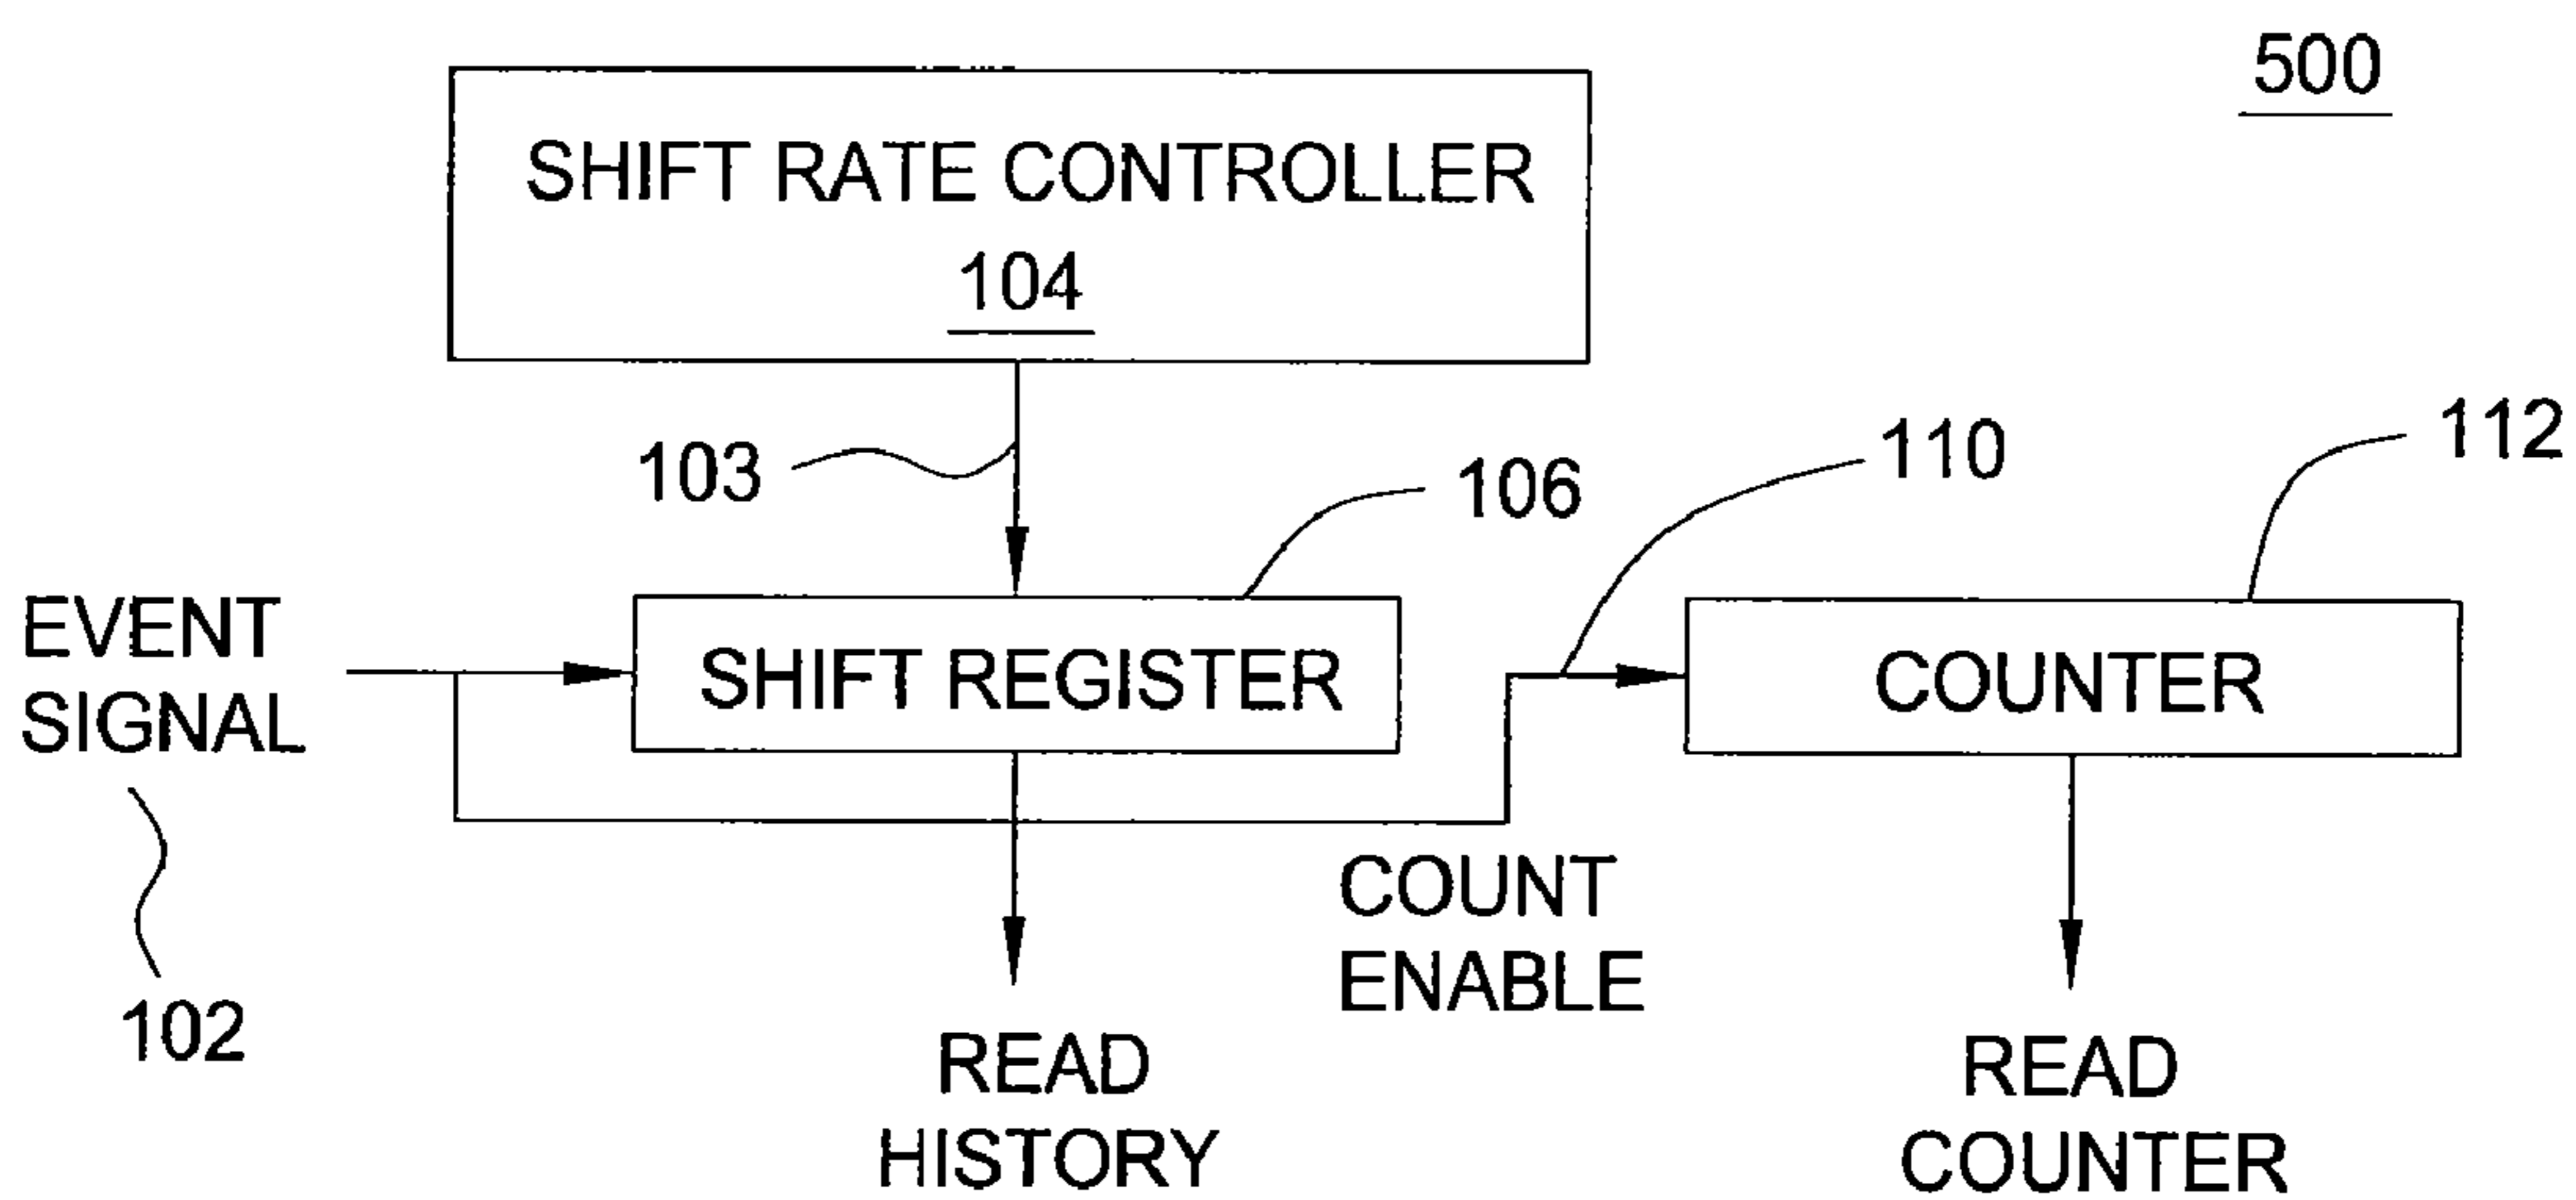 500
SHIFT RATE CONTROLLER
104
103
106
110
112
EVENT
SIGNAL
SHIFT REGISTER
COUNTER
COUNT
ENABLE
102
READ
HISTORY
READ
COUNTER